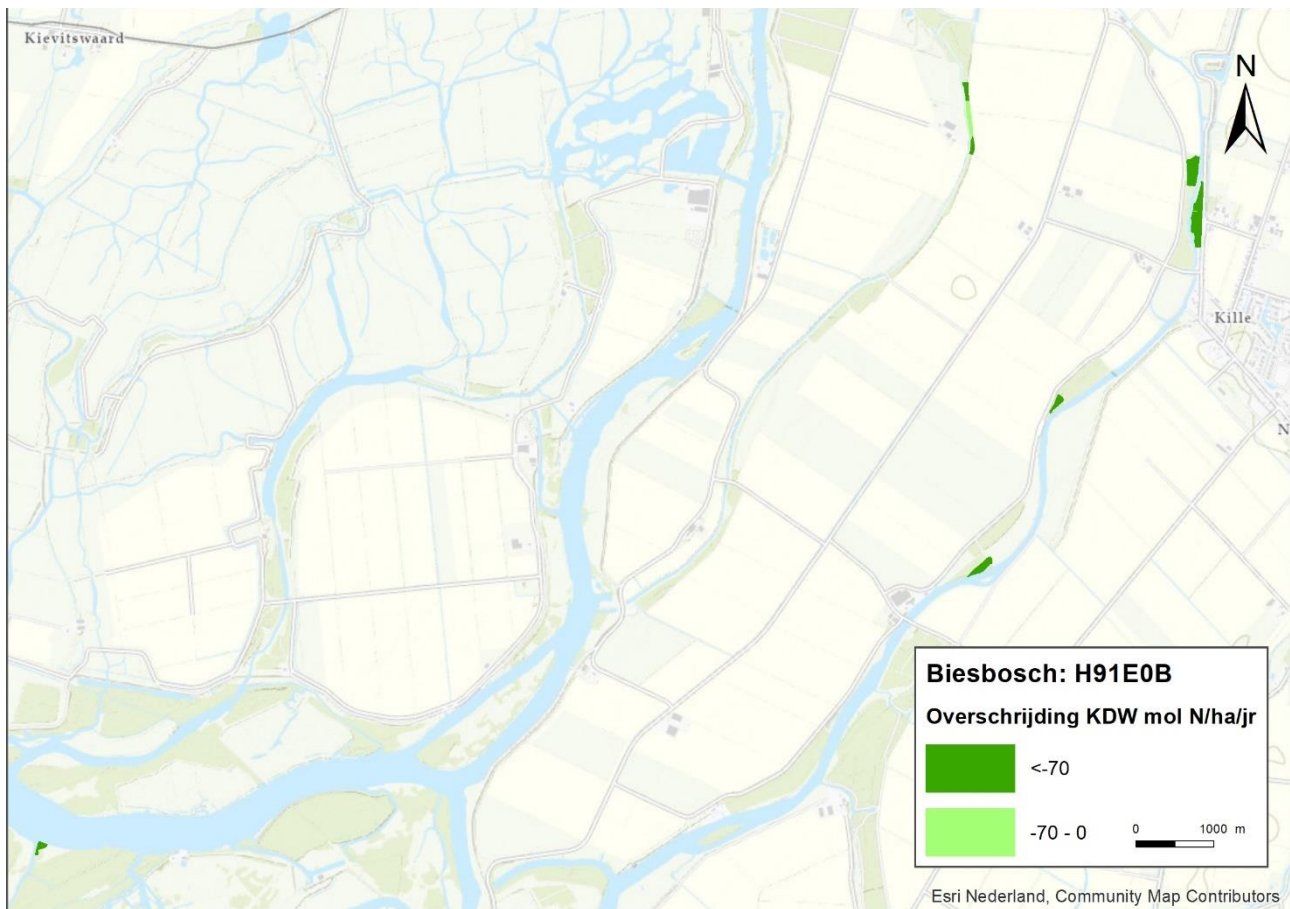 Kievitswaard
N
Kille
N
Biesbosch: H91E0B
Overschrijding KDW mol N/ha/jr
<-70
-70 - 0
0 1000 m
Esri Nederland, Community Map Contributors